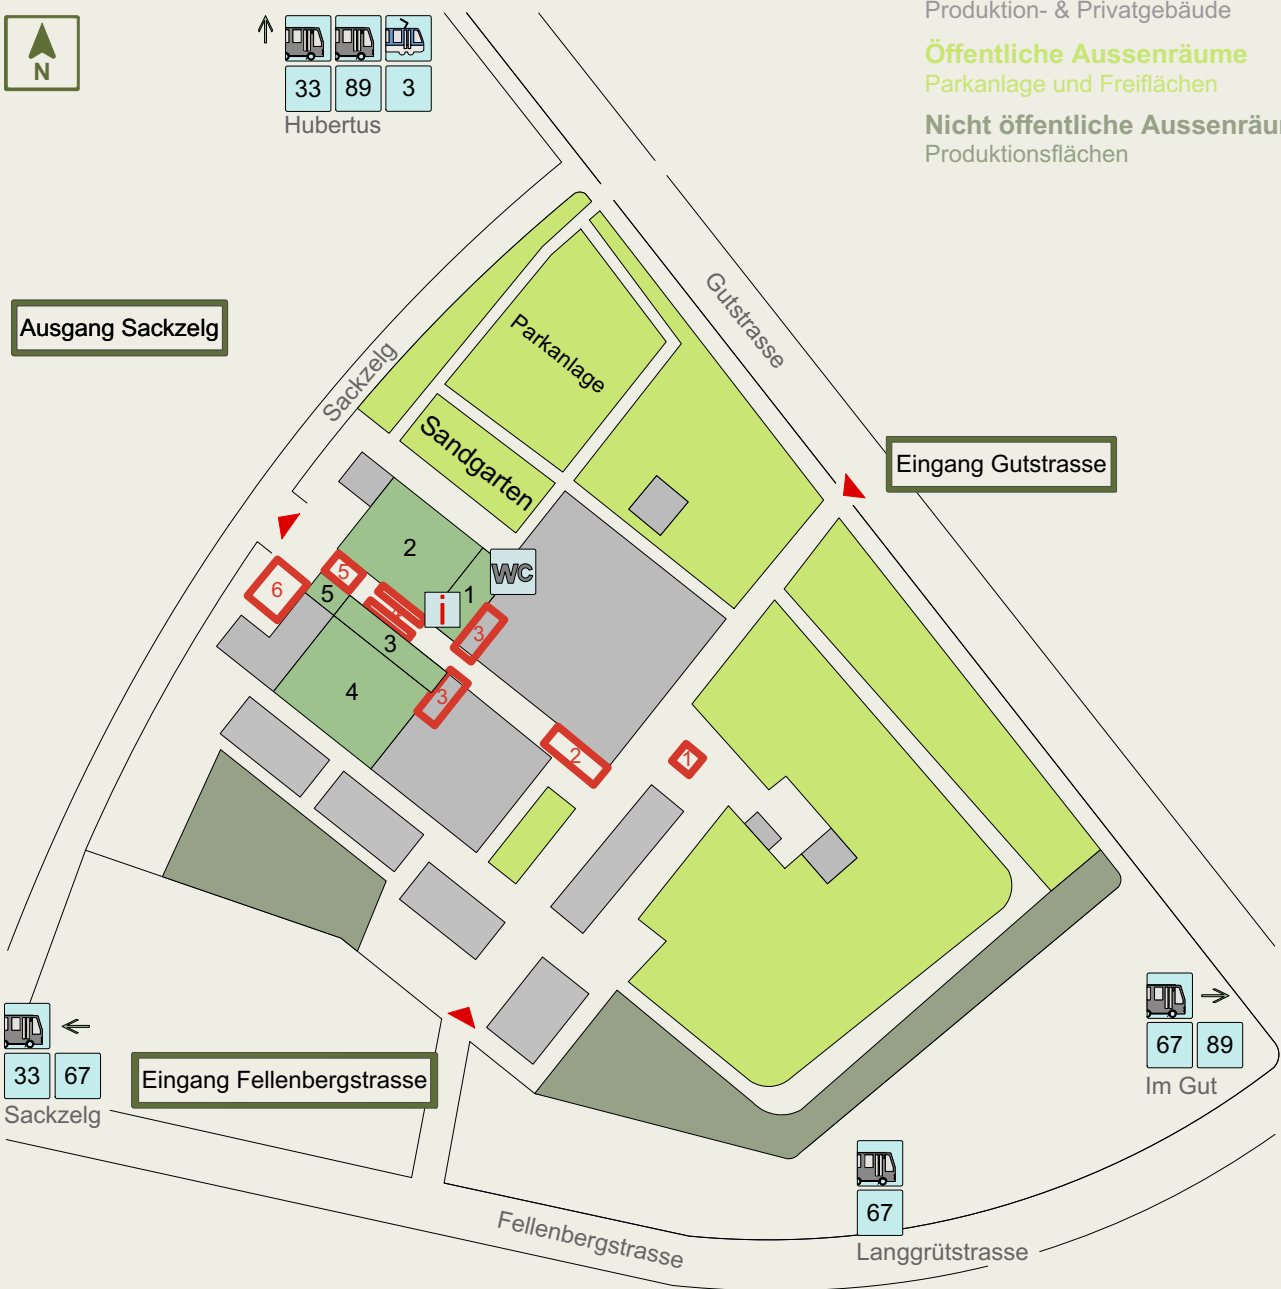 Produktion- & Privatgebäude
Öffentliche Aussenräume
Parkanlage und Freiflächen
Nicht öffentliche Aussenräu
Produktionsflächen
N
33 89 3
Hubertus
Gutstrasse
Ausgang Sackzelg
Parkanlage
Sackzelg
Sandgarten
Eingang Gutstrasse
2
WC
5
6
5
1
i
3
3
4
3
2
1
33 67
Sackzelg
Eingang Fellenbergstrasse
67 89
Im Gut
67
Langgrütstrasse
Fellenbergstrasse